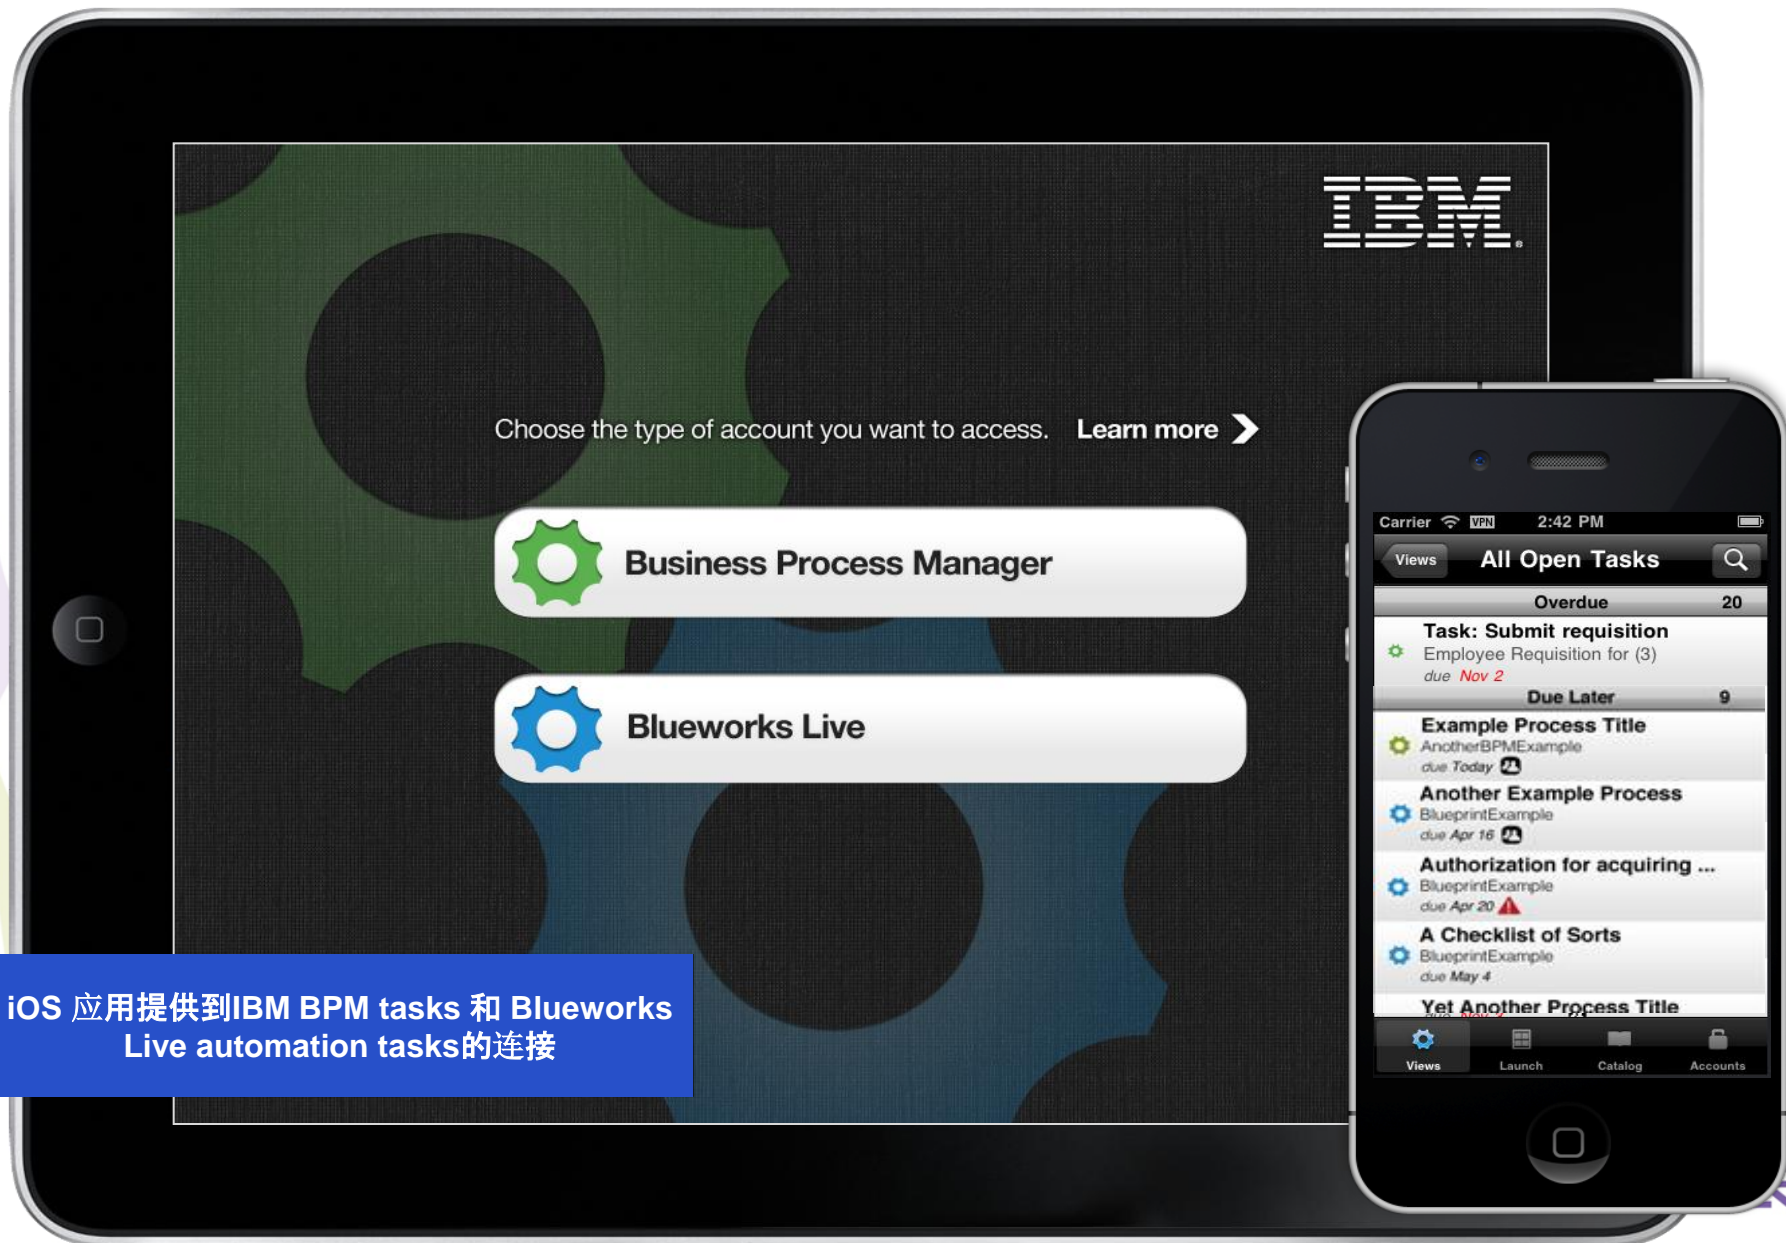 IBM®
Choose the type of account you want to access. Learn more
Business Process Manager
Blueworks Live
iOS 应用提供到IBM BPM tasks 和 Blueworks
Live automation tasks的连接
Carrier VPN 2:42 PM
Views All Open Tasks
Overdue 20
Task: Submit requisition
Employee Requisition for (3)
due Nov 2
Due Later 9
Example Process Title
AnotherBPMExample
due Today
Another Example Process
BlueprintExample
due Apr 16
Authorization for acquiring ...
BlueprintExample
due Apr 20
A Checklist of Sorts
BlueprintExample
due May 4
Yet Another Process Title
Views Launch Catalog Accounts